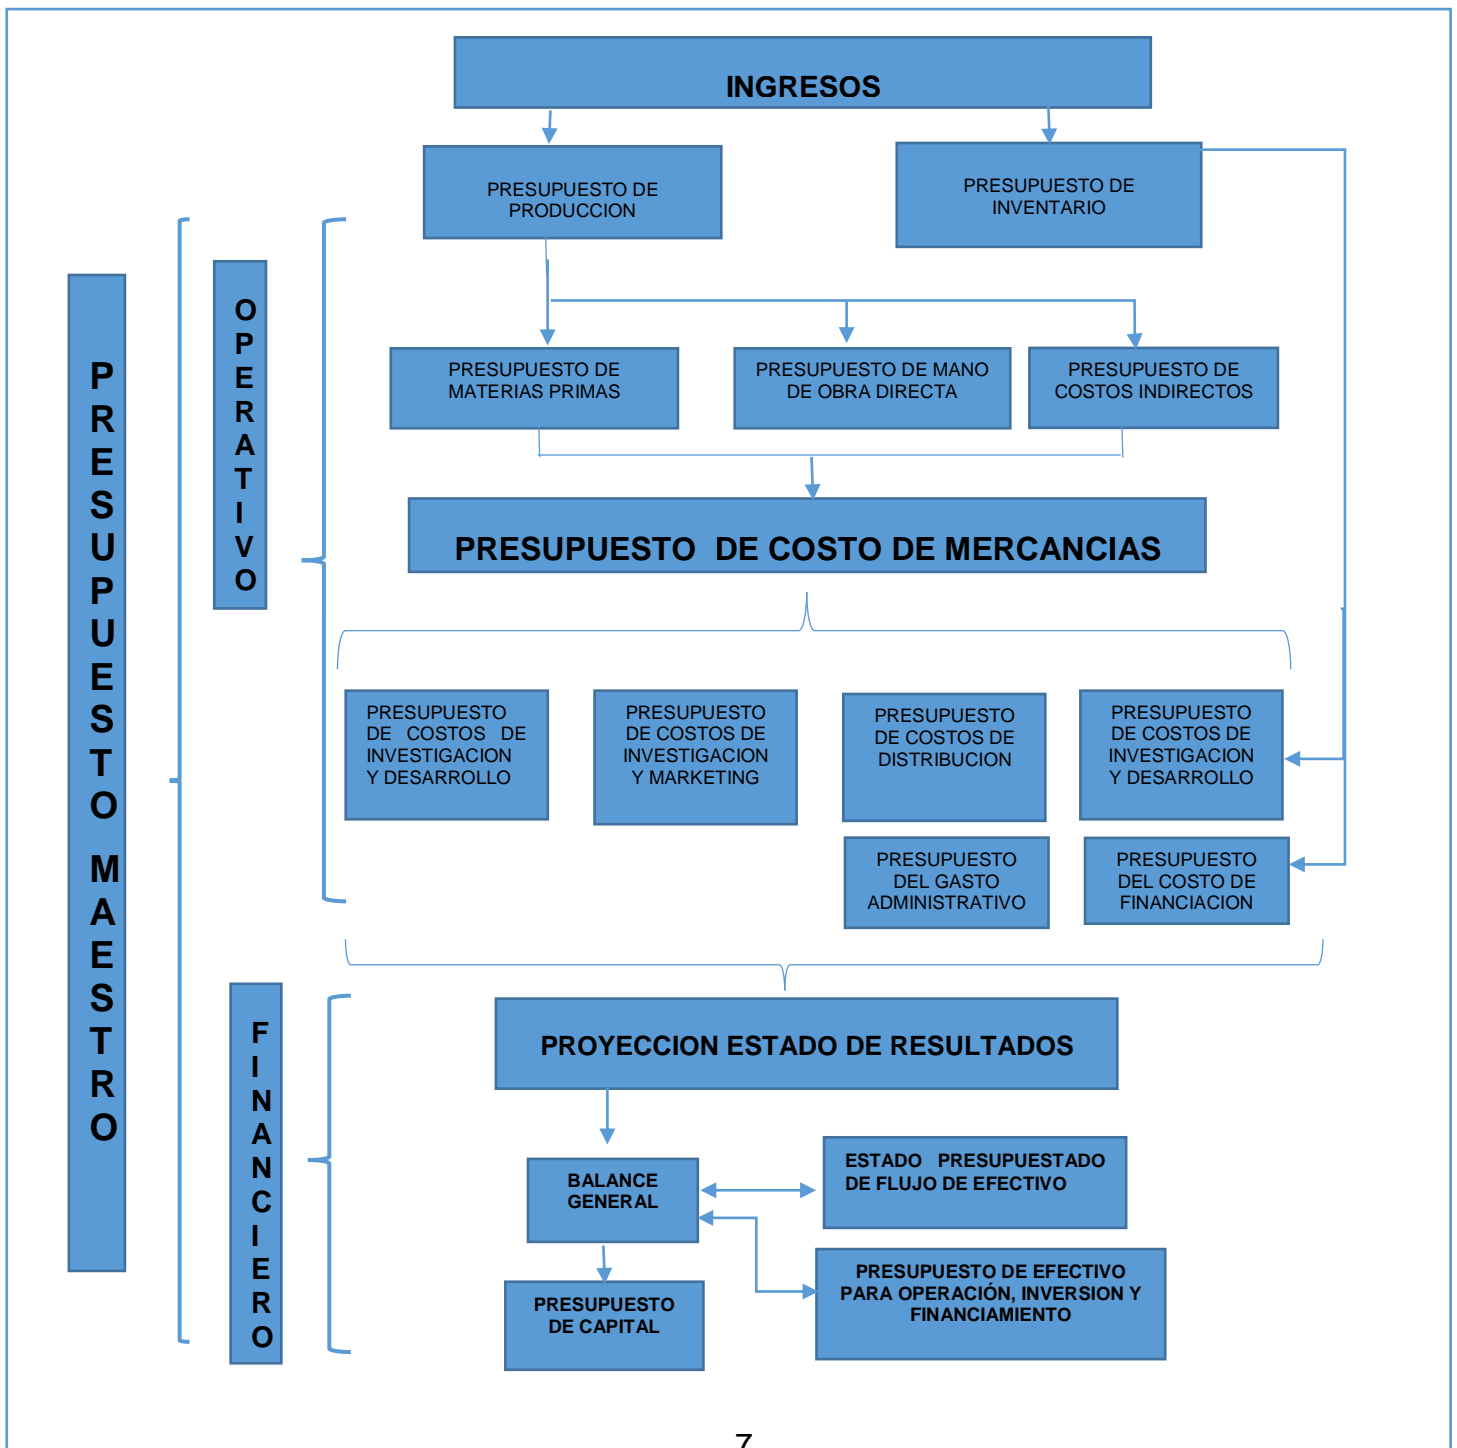 INGRESOS
PRESUPUESTO DE
PRODUCCION
PRESUPUESTO DE
INVENTARIO
PRESUPUESTO MAESTRO
OPERATIVO
PRESUPUESTO DE
MATERIAS PRIMAS
PRESUPUESTO DE MANO
DE OBRA DIRECTA
PRESUPUESTO DE
COSTOS INDIRECTOS
PRESUPUESTO DE COSTO DE MERCANCIAS
PRESUPUESTO
DE COSTOS DE
INVESTIGACION
Y DESARROLLO
PRESUPUESTO
DE COSTOS DE
INVESTIGACION
Y MARKETING
PRESUPUESTO
DE COSTOS DE
DISTRIBUCION
PRESUPUESTO
DE COSTOS DE
INVESTIGACION
Y DESARROLLO
PRESUPUESTO
DEL GASTO
ADMINISTRATIVO
PRESUPUESTO
DEL COSTO DE
FINANCIACION
FINANCIERO
PROYECCION ESTADO DE RESULTADOS
BALANCE
GENERAL
ESTADO PRESUPUESTADO
DE FLUJO DE EFECTIVO
PRESUPUESTO
DE CAPITAL
PRESUPUESTO DE EFECTIVO
PARA OPERACIÓN, INVERSION Y
FINANCIAMIENTO
7